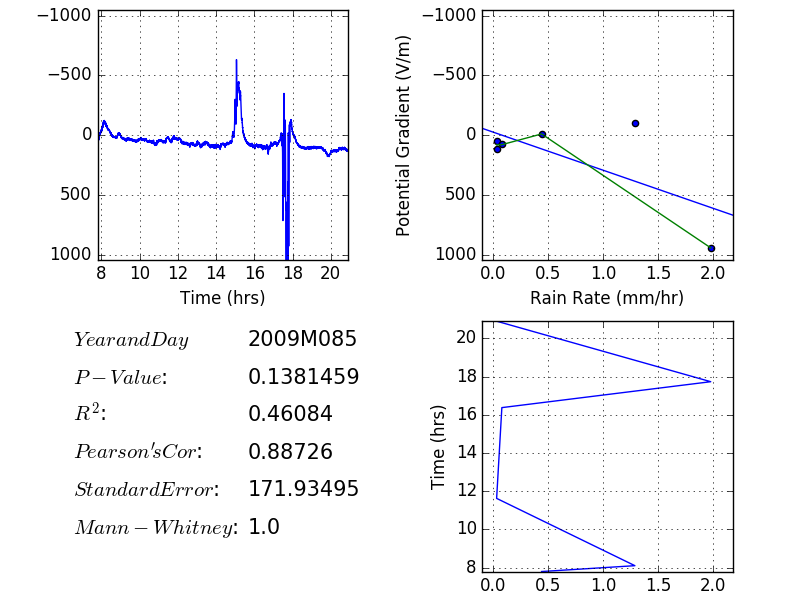 −1000
−500
0
500
1000
8 10 12 14 16 18 20
Time (hrs)
Potential Gradient (V/m)
−1000
−500
0
500
1000
0.0 0.5 1.0 1.5 2.0
Rain Rate (mm/hr)
YearandDay 2009M085
P−Value: 0.1381459
R²: 0.46084
Pearson'sCor: 0.88726
StandardError: 171.93495
Mann−Whitney: 1.0
Time (hrs)
20
18
16
14
12
10
8
0.0 0.5 1.0 1.5 2.0